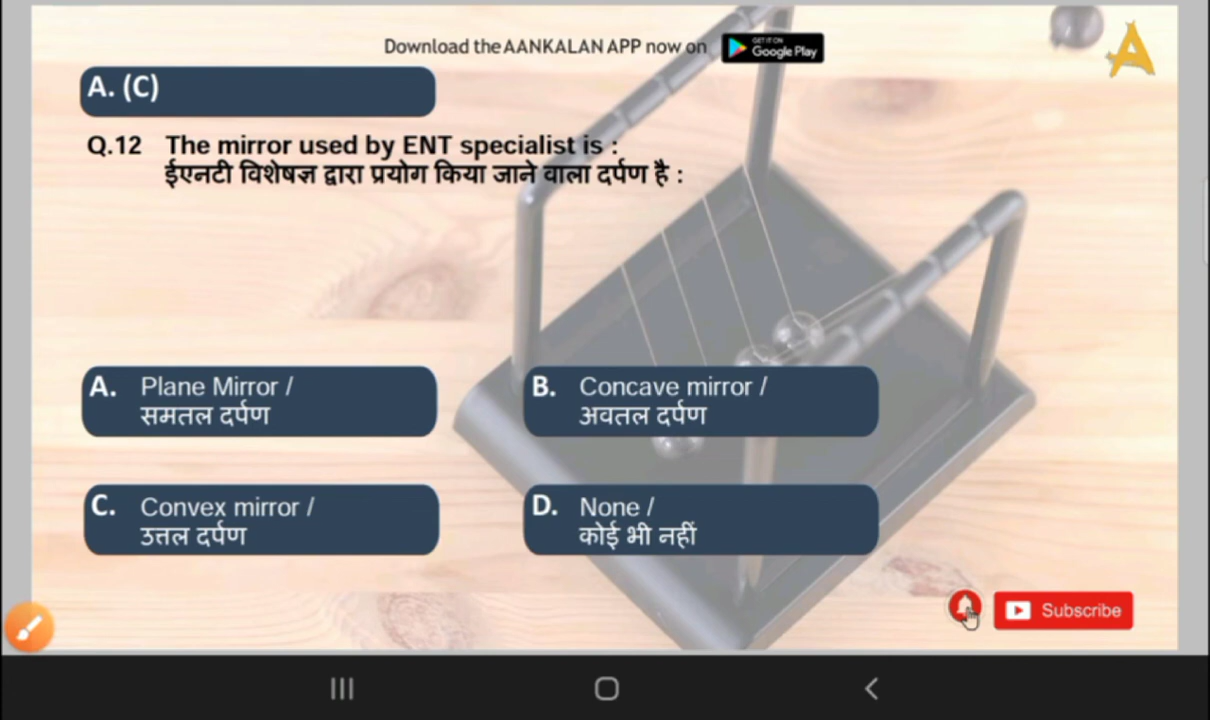 Download the AANKALAN APP now on GET IT ON Google Play
A. (C)
Q.12 The mirror used by ENT specialist is :
ईएनटी विशेषज्ञ द्वारा प्रयोग किया जाने वाला दर्पण है :
A. Plane Mirror /
समतल दर्पण
B. Concave mirror /
अवतल दर्पण
C. Convex mirror /
उत्तल दर्पण
D. None /
कोई भी नहीं
Subscribe